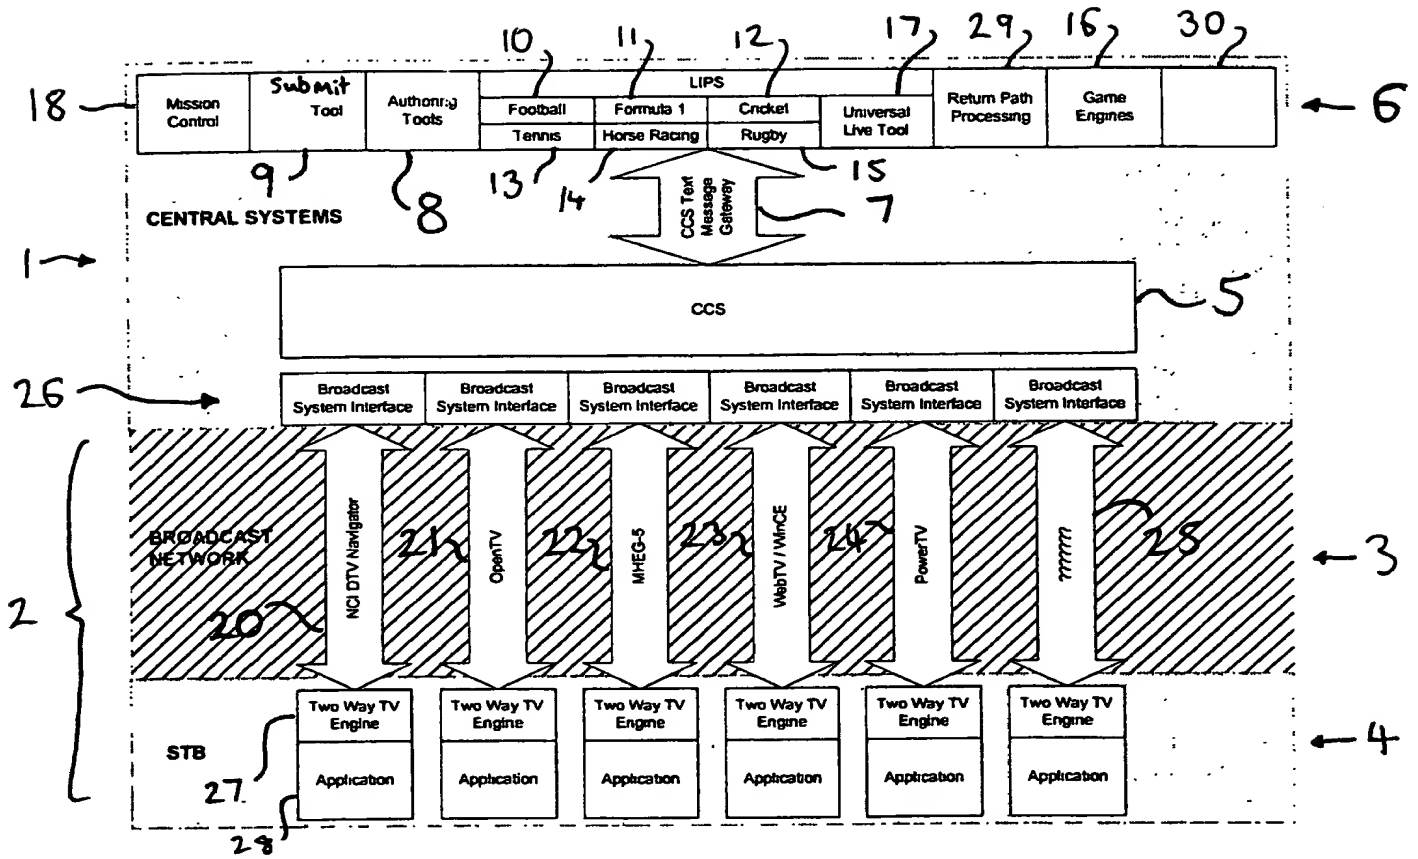 10 11 12 17 29 16 30
LIPS
18 Mission Control
Submit Tool
Authoring Tools
Football Formula 1 Cricket
Tennis Horse Racing Rugby
Universal Live Tool
Return Path Processing
Game Engines
6
9 8 13 14 15
CENTRAL SYSTEMS
CCS Text Message Gateway
7
1
CCS
5
26
Broadcast System Interface
Broadcast System Interface
Broadcast System Interface
Broadcast System Interface
Broadcast System Interface
Broadcast System Interface
2
BROADCAST NETWORK
20 NCI DTV Navigator
21 OpenTV
22 MHEG-5
23 WebTV / WinCE
24 PowerTV
???????
25
3
STB
Two Way TV Engine
Two Way TV Engine
Two Way TV Engine
Two Way TV Engine
Two Way TV Engine
Two Way TV Engine
27
4
Application
Application
Application
Application
Application
Application
28